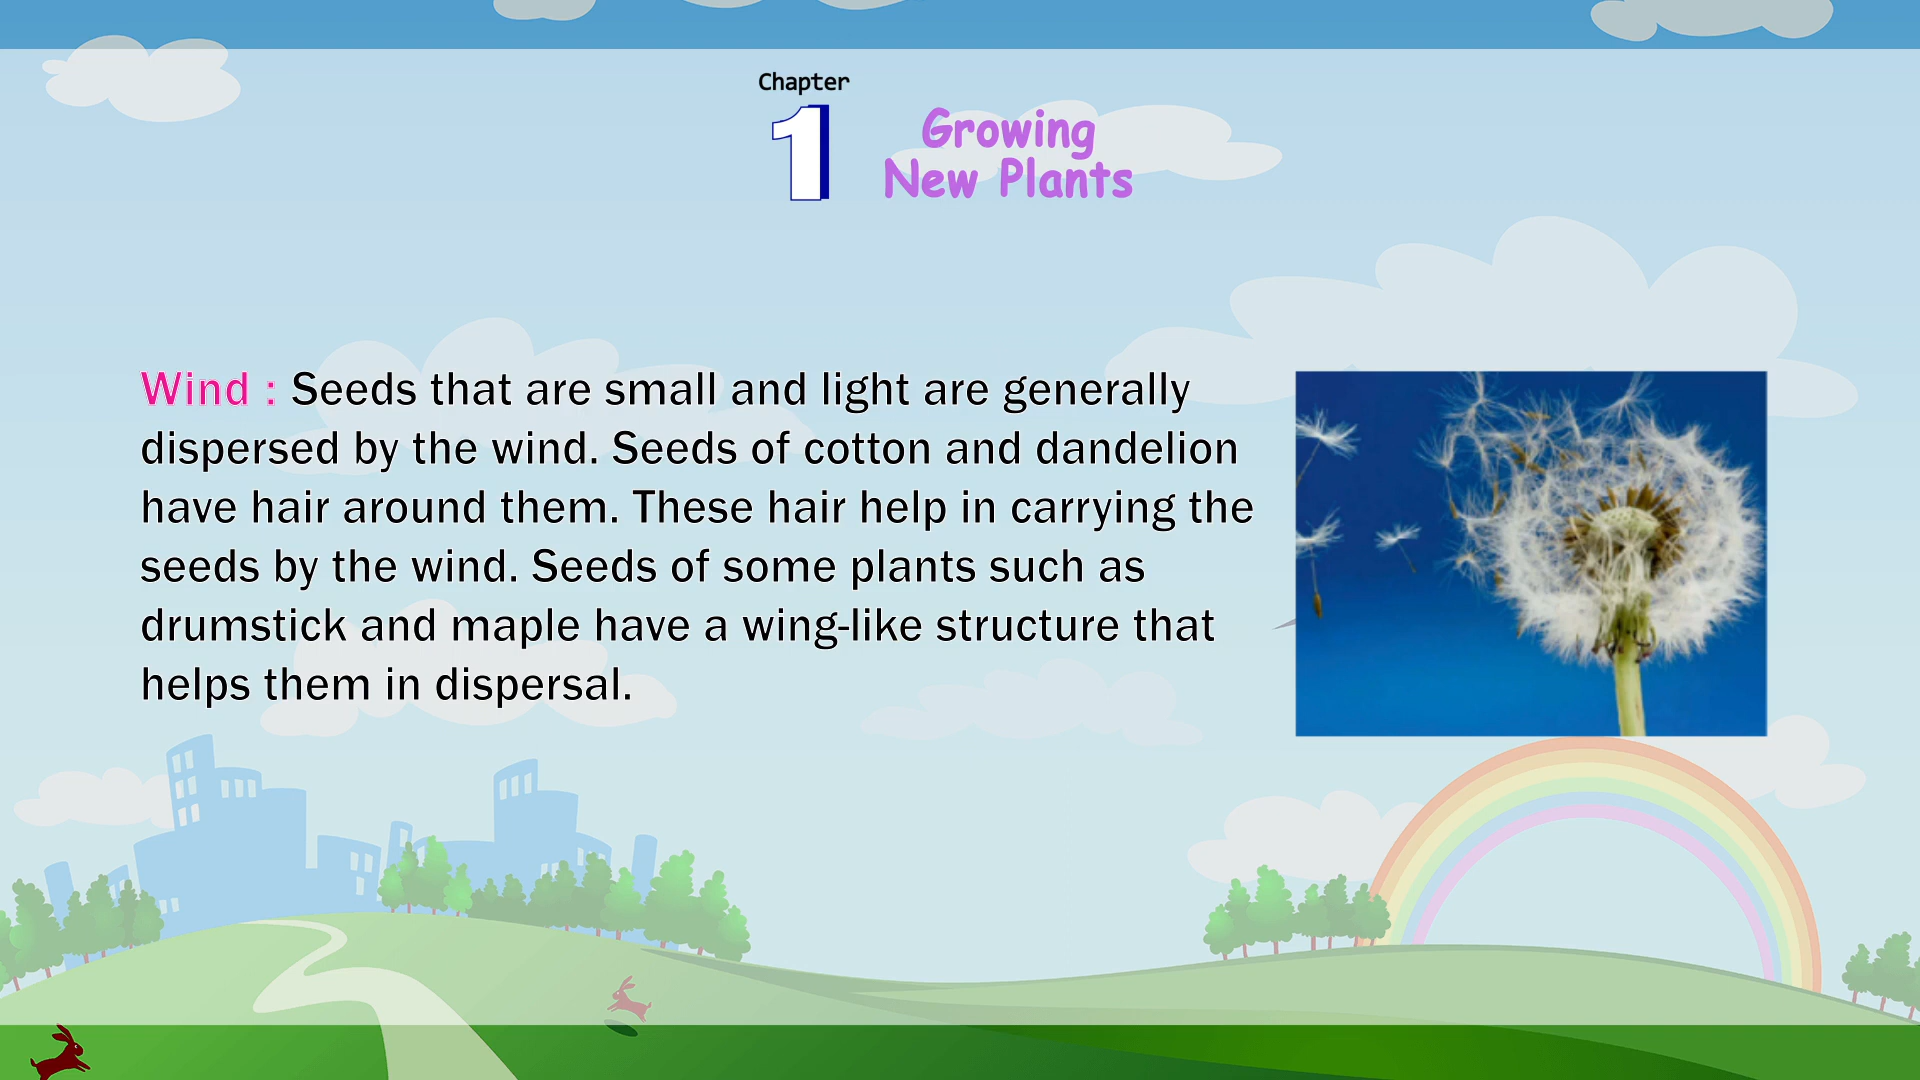 Chapter
1
Growing
New Plants
Wind : Seeds that are small and light are generally
dispersed by the wind. Seeds of cotton and dandelion
have hair around them. These hair help in carrying the
seeds by the wind. Seeds of some plants such as
drumstick and maple have a wing-like structure that
helps them in dispersal.